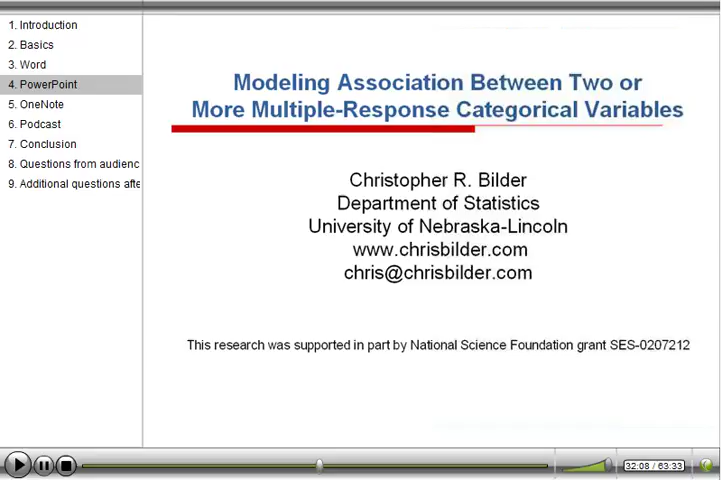 1. Introduction
2. Basics
3. Word
4. PowerPoint
5. OneNote
6. Podcast
7. Conclusion
8. Questions from audienc
9. Additional questions afte
Modeling Association Between Two or
More Multiple-Response Categorical Variables
Christopher R. Bilder
Department of Statistics
University of Nebraska-Lincoln
www.chrisbilder.com
chris@chrisbilder.com
This research was supported in part by National Science Foundation grant SES-0207212
32:08 / 63:33